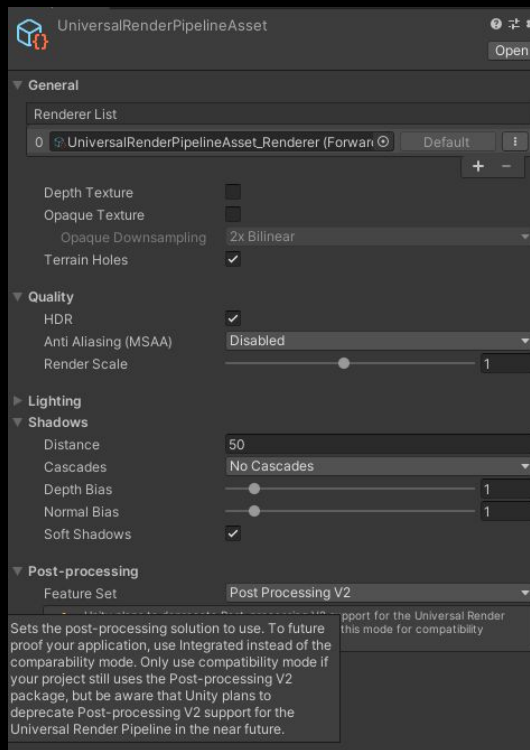 UniversalRenderPipelineAsset
Open
General
Renderer List
0 UniversalRenderPipelineAsset_Renderer (Forwar Default
+ −
Depth Texture
Opaque Texture
Opaque Downsampling 2x Bilinear
Terrain Holes
Quality
HDR
Anti Aliasing (MSAA) Disabled
Render Scale 1
Lighting
Shadows
Distance 50
Cascades No Cascades
Depth Bias 1
Normal Bias 1
Soft Shadows
Post-processing
Feature Set Post Processing V2
pport for the Universal Render
this mode for compatibility
Sets the post-processing solution to use. To future
proof your application, use Integrated instead of the
comparability mode. Only use compatibility mode if
your project still uses the Post-processing V2
package, but be aware that Unity plans to
deprecate Post-processing V2 support for the
Universal Render Pipeline in the near future.